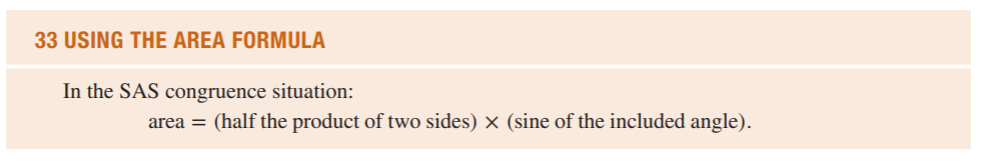 33 USING THE AREA FORMULA
In the SAS congruence situation:
area = (half the product of two sides) × (sine of the included angle).